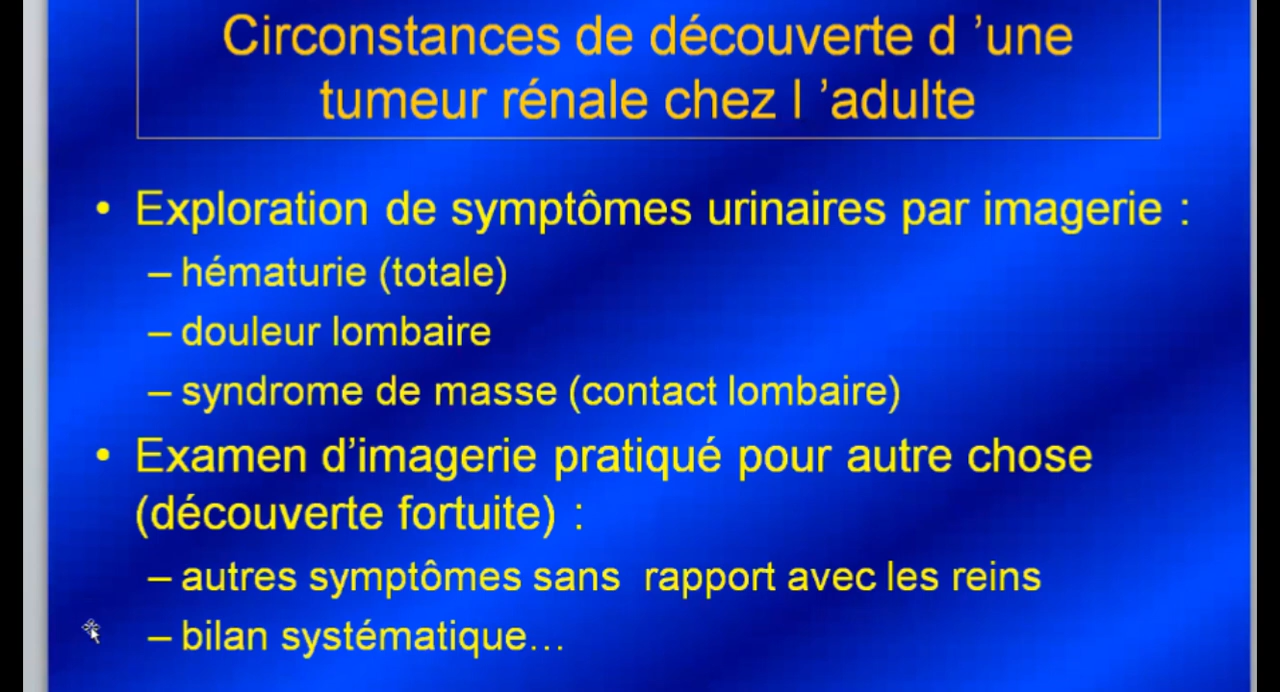 Circonstances de découverte d ’une
tumeur rénale chez l ’adulte
• Exploration de symptômes urinaires par imagerie :
– hématurie (totale)
– douleur lombaire
– syndrome de masse (contact lombaire)
• Examen d’imagerie pratiqué pour autre chose
(découverte fortuite) :
– autres symptômes sans  rapport avec les reins
– bilan systématique…